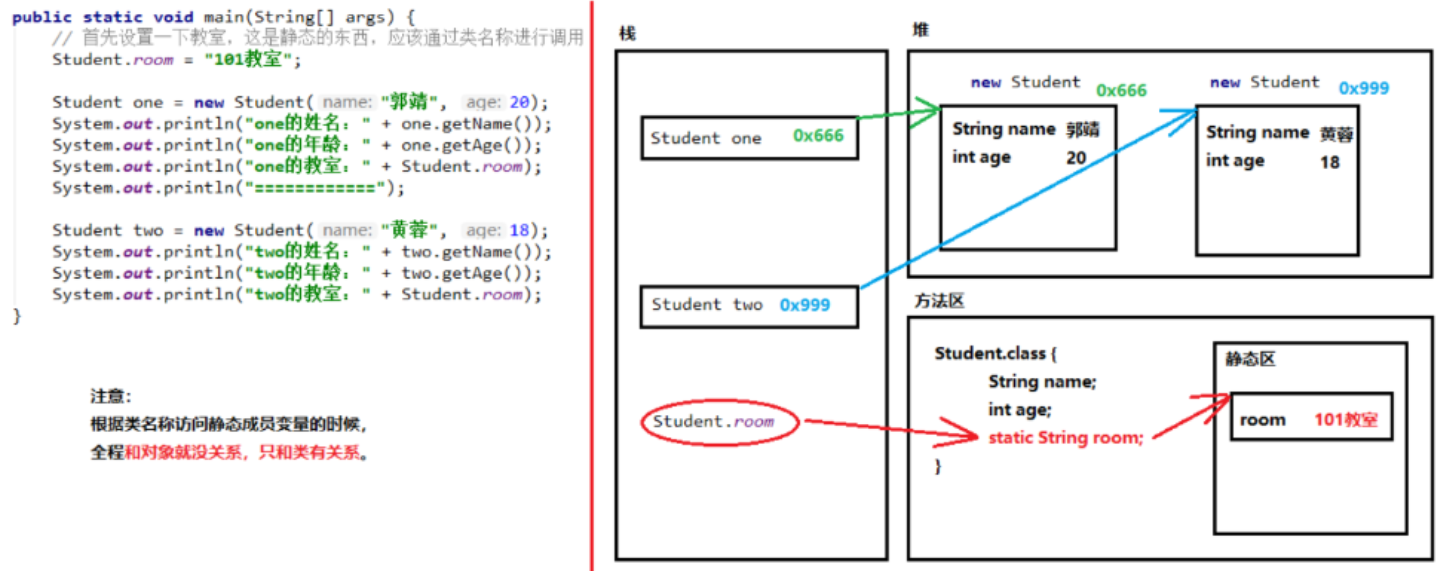 public static void main(String[] args) {
// 首先设置一下教室，这是静态的东西，应该通过类名称进行调用
Student.room = "101教室";
Student one = new Student( name: "郭靖", age: 20);
System.out.println("one的姓名：" + one.getName());
System.out.println("one的年龄：" + one.getAge());
System.out.println("one的教室：" + Student.room);
System.out.println("============");
Student two = new Student( name: "黄蓉", age: 18);
System.out.println("two的姓名：" + two.getName());
System.out.println("two的年龄：" + two.getAge());
System.out.println("two的教室：" + Student.room);
}
注意：
根据类名称访问静态成员变量的时候，
全程和对象就没关系，只和类有关系。
栈
Student one 0x666
Student two 0x999
Student.room
堆
new Student 0x666
String name 郭靖
int age 20
new Student 0x999
String name 黄蓉
int age 18
方法区
Student.class {
String name;
int age;
static String room;
}
静态区
room 101教室